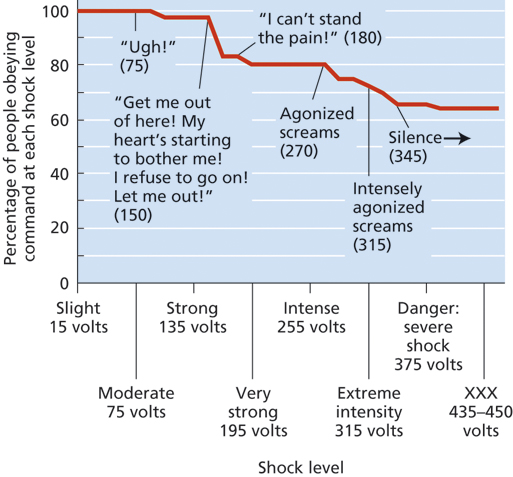 Percentage of people obeying
command at each shock level
100
80
60
40
20
0
“Ugh!”
(75)
“Get me out
of here! My
heart’s starting
to bother me!
I refuse to go on!
Let me out!”
(150)
“I can’t stand
the pain!” (180)
Agonized
screams
(270)
Silence
(345)
Intensely
agonized
screams
(315)
Slight
15 volts
Strong
135 volts
Intense
255 volts
Danger:
severe
shock
375 volts
Moderate
75 volts
Very
strong
195 volts
Extreme
intensity
315 volts
XXX
435–450
volts
Shock level